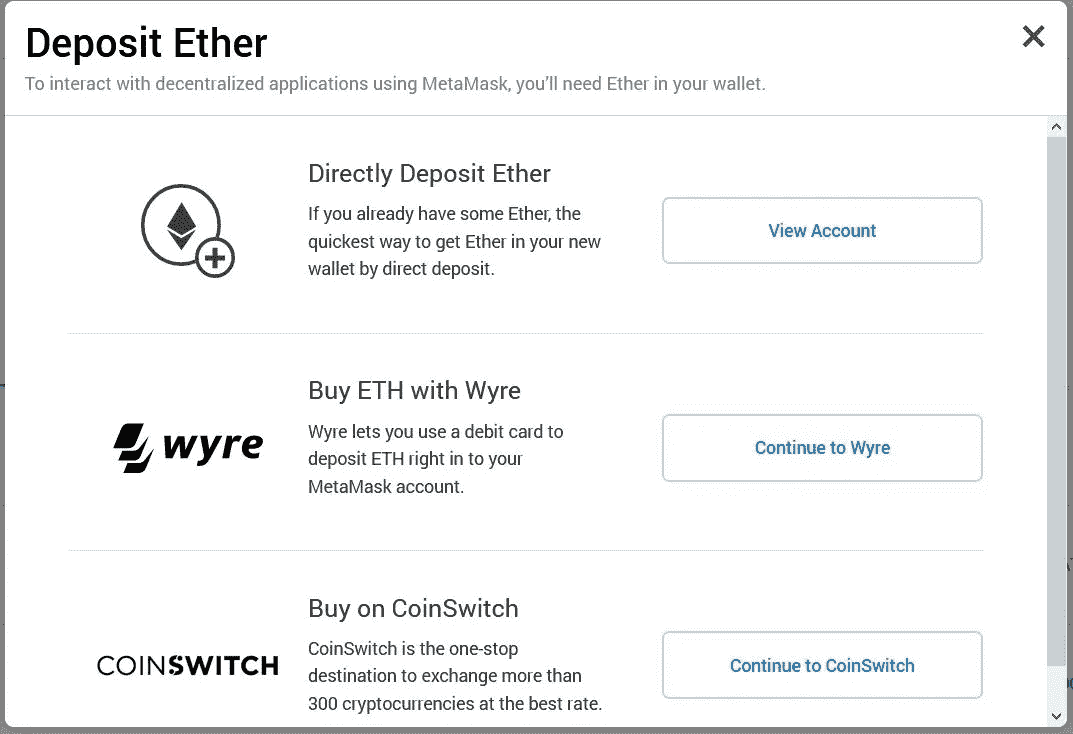 Deposit Ether
To interact with decentralized applications using MetaMask, you'll need Ether in your wallet.
Directly Deposit Ether
If you already have some Ether, the
quickest way to get Ether in your new
wallet by direct deposit.
View Account
wyre
Buy ETH with Wyre
Wyre lets you use a debit card to
deposit ETH right in to your
MetaMask account.
Continue to Wyre
COINSWITCH
Buy on CoinSwitch
CoinSwitch is the one-stop
destination to exchange more than
300 cryptocurrencies at the best rate.
Continue to CoinSwitch